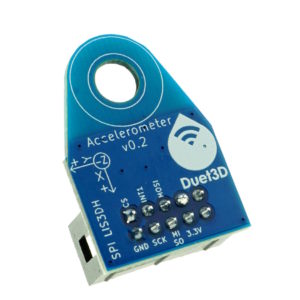 Accelerometer
v0.2
+Y
-Z
X+
Duet3D
SPI LIS3DH
CS INT1 MOSI
GND SCK MI SO 3.3V